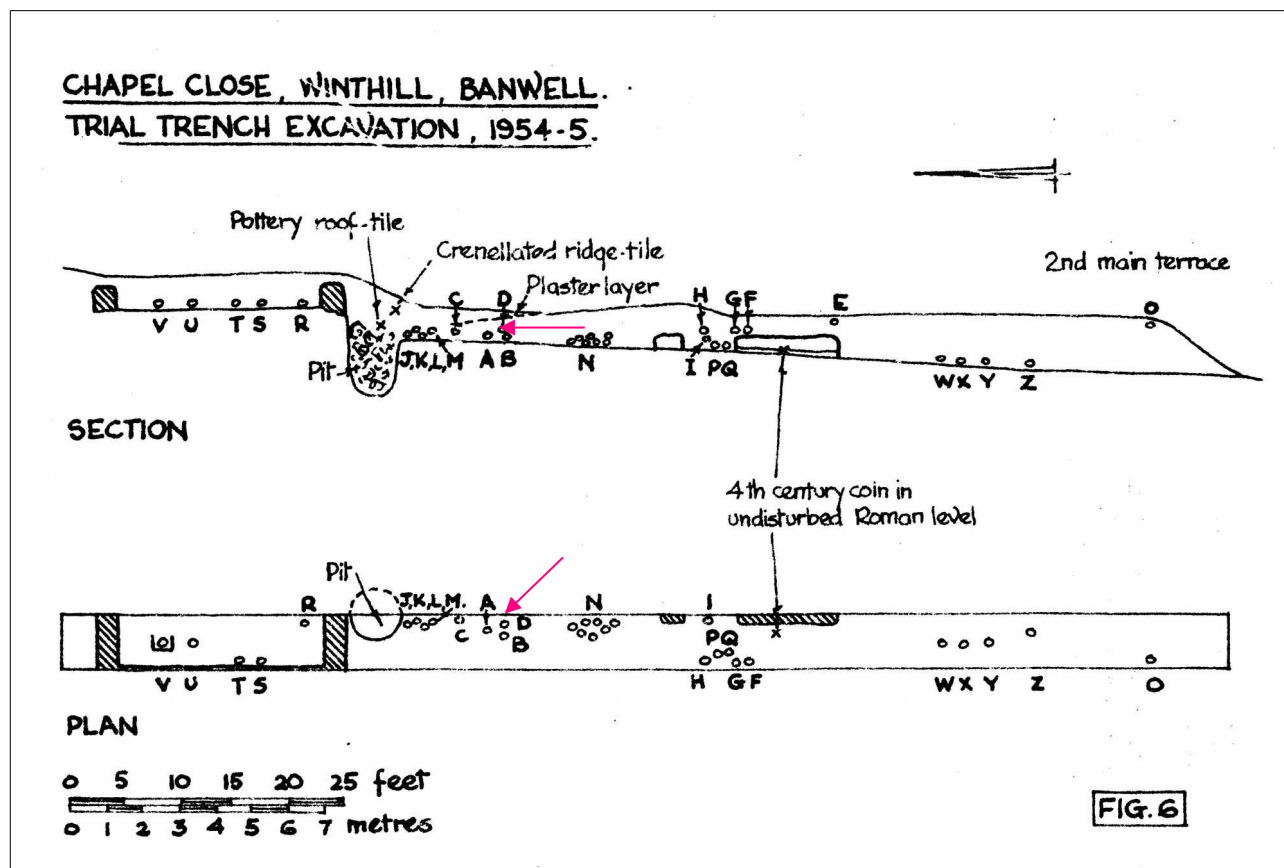 CHAPEL CLOSE, WINTHILL, BANWELL.
TRIAL TRENCH EXCAVATION, 1954-5.
Pottery roof-tile
Crenellated ridge-tile
Plaster layer
2nd main terrace
C D H G F E O
V U T S R
Pit
J,K,L,M A B N I P Q
W X Y Z
SECTION
4th century coin in
undisturbed Roman level
Pit
R J,K,L,M. A N I
C D B P Q
V U T S H G F W X Y Z O
PLAN
0 5 10 15 20 25 feet
0 1 2 3 4 5 6 7 metres
FIG. 6